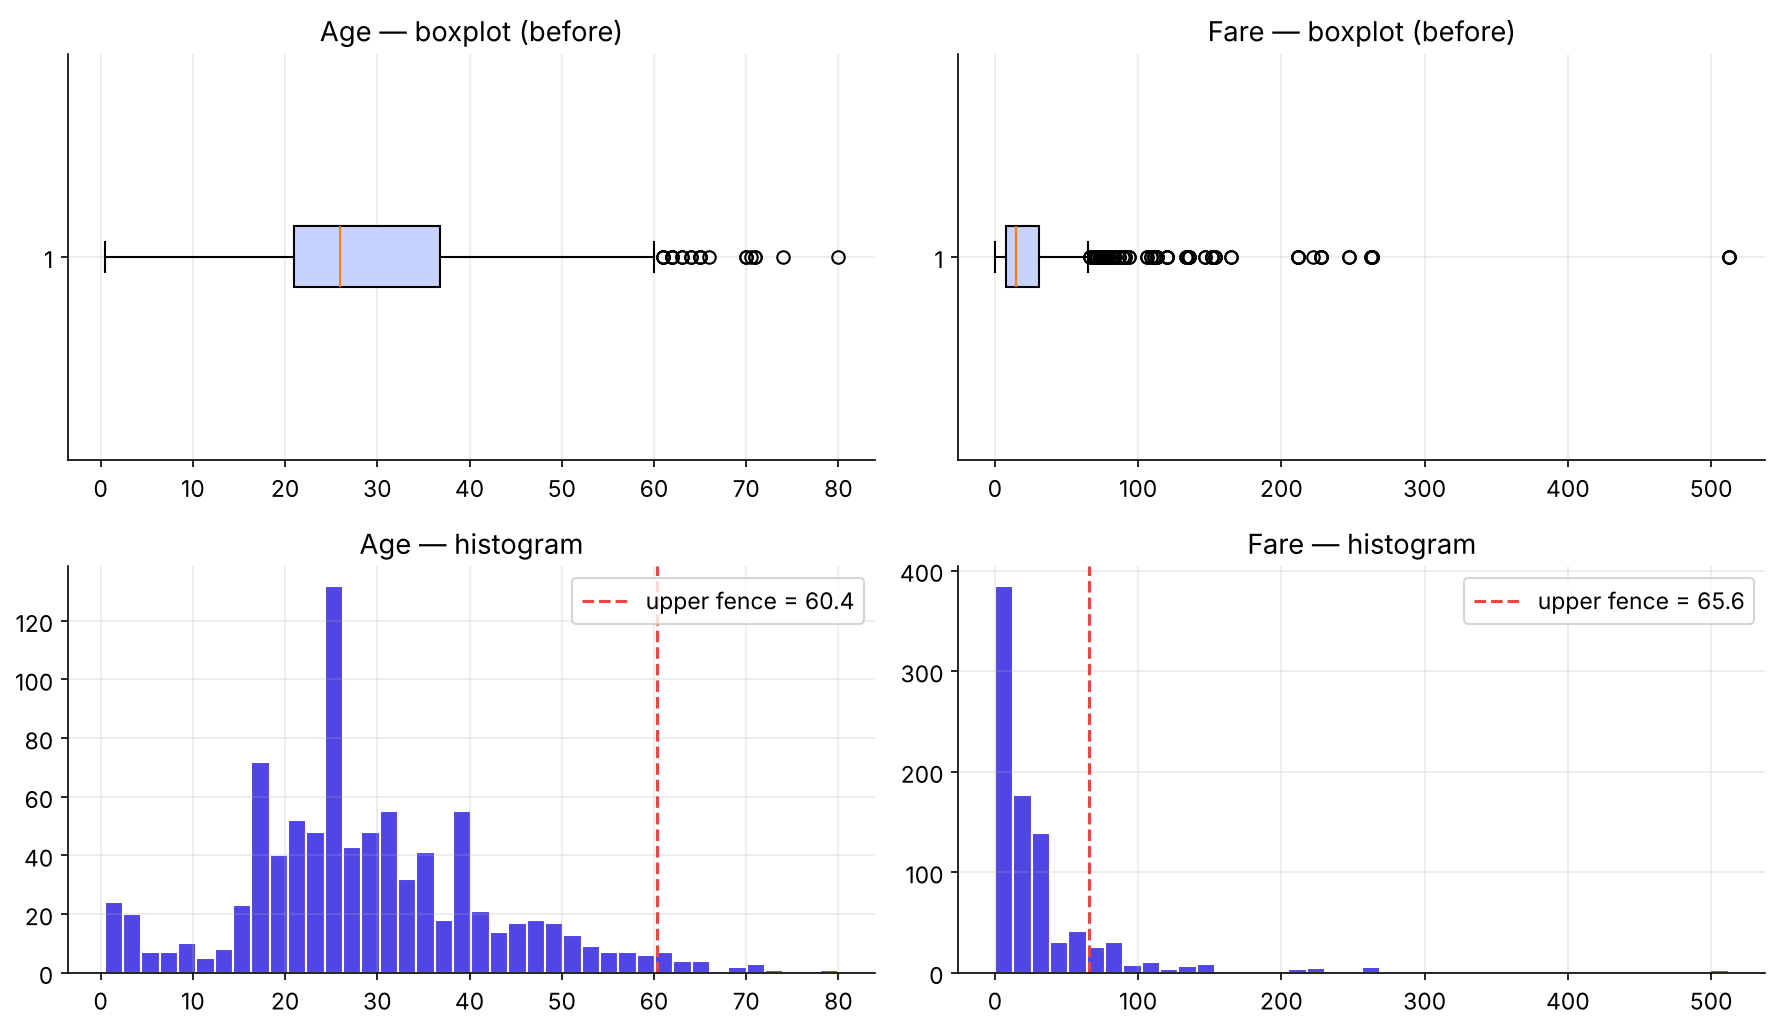 Age — boxplot (before)
1
0 10 20 30 40 50 60 70 80
Fare — boxplot (before)
1
0 100 200 300 400 500
Age — histogram
120
100
80
60
40
20
0
upper fence = 60.4
0 10 20 30 40 50 60 70 80
Fare — histogram
400
300
200
100
0
upper fence = 65.6
0 100 200 300 400 500